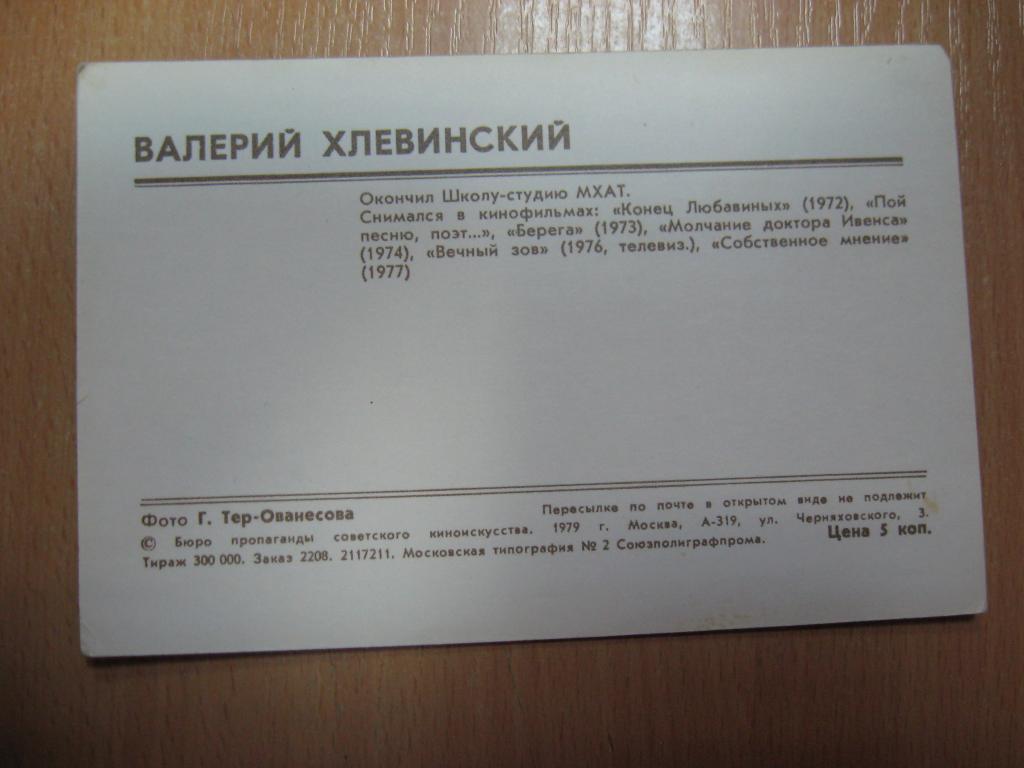 ВАЛЕРИЙ ХЛЕВИНСКИЙ
Окончил Школу-студию МХАТ.
Снимался в кинофильмах: «Конец Любавиных» (1972), «Пой
песню, поэт...», «Берега» (1973), «Молчание доктора Ивенса»
(1974), «Вечный зов» (1976, телевиз.), «Собственное мнение»
(1977)
Фото Г. Тер-Ованесова
Пересылке по почте в открытом виде не подлежит
© Бюро пропаганды советского киноискусства. 1979 г. Москва, А-319, ул. Черняховского, 3.
Тираж 300 000. Заказ 2208. 2117211. Московская типография № 2 Союзполиграфпрома.
Цена 5 коп.